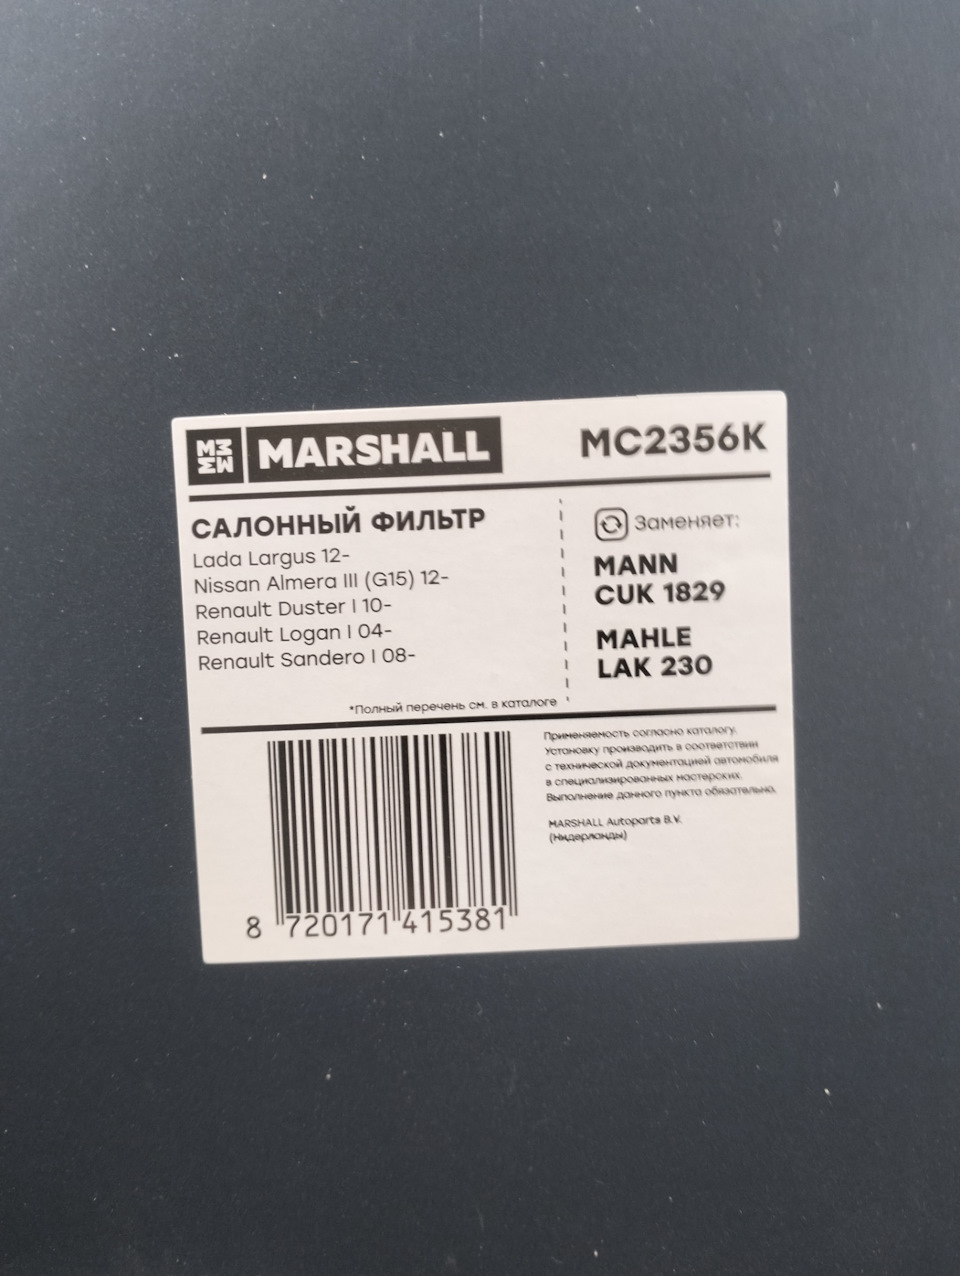 MARSHALL
MC2356K
САЛОННЫЙ ФИЛЬТР
Lada Largus 12-
Nissan Almera III (G15) 12-
Renault Duster I 10-
Renault Logan I 04-
Renault Sandero I 08-
*Полный перечень см. в каталоге
Заменяет:
MANN
CUK 1829
MAHLE
LAK 230
8 720171 415381
Применяемость согласно каталогу.
Установку производить в соответствии
с технической документацией автомобиля
в специализированных мастерских.
Выполнение данного пункта обязательно.
MARSHALL Autoparts B.V.
(Нидерланды)